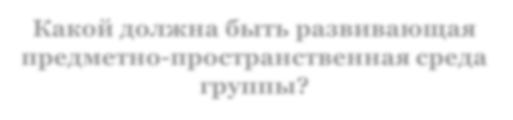 Какой должна быть развивающая
предметно-пространственная среда
группы?